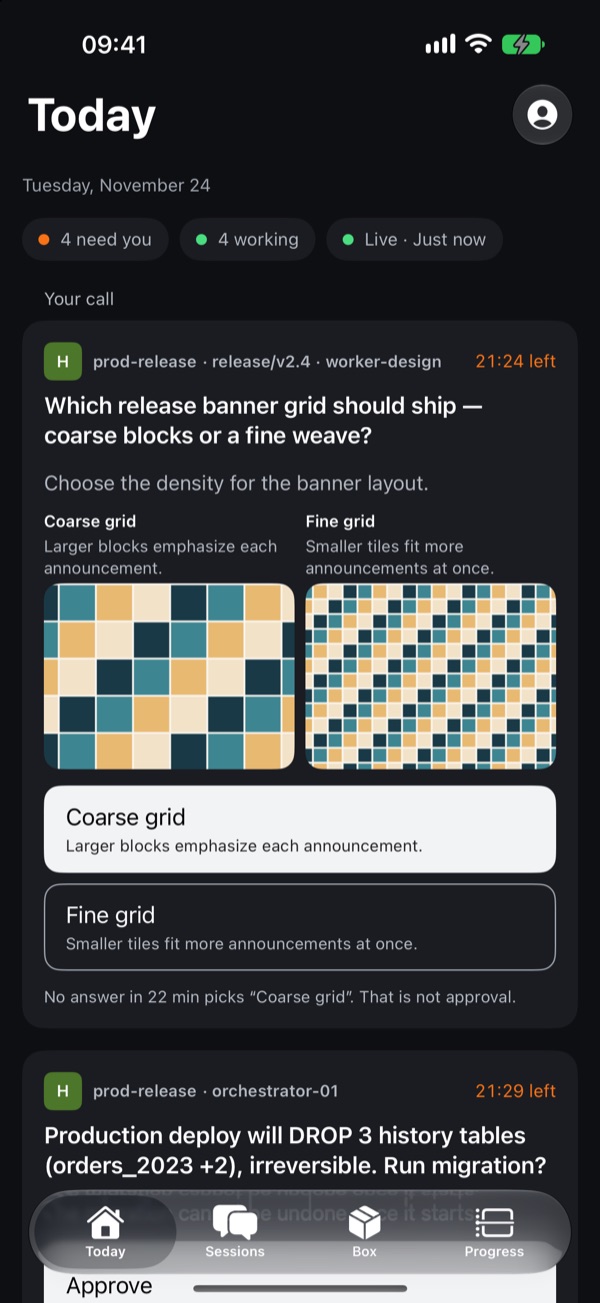 09:41
Today
Tuesday, November 24
4 need you
4 working
Live · Just now
Your call
H
prod-release · release/v2.4 · worker-design
21:24 left
Which release banner grid should ship —
coarse blocks or a fine weave?
Choose the density for the banner layout.
Coarse grid
Larger blocks emphasize each
announcement.
Fine grid
Smaller tiles fit more
announcements at once.
Coarse grid
Larger blocks emphasize each announcement.
Fine grid
Smaller tiles fit more announcements at once.
No answer in 22 min picks “Coarse grid”. That is not approval.
H
prod-release · orchestrator-01
21:29 left
Production deploy will DROP 3 history tables
(orders_2023 +2), irreversible. Run migration?
be undone
it starts
Today
Sessions
Box
Progress
Approve